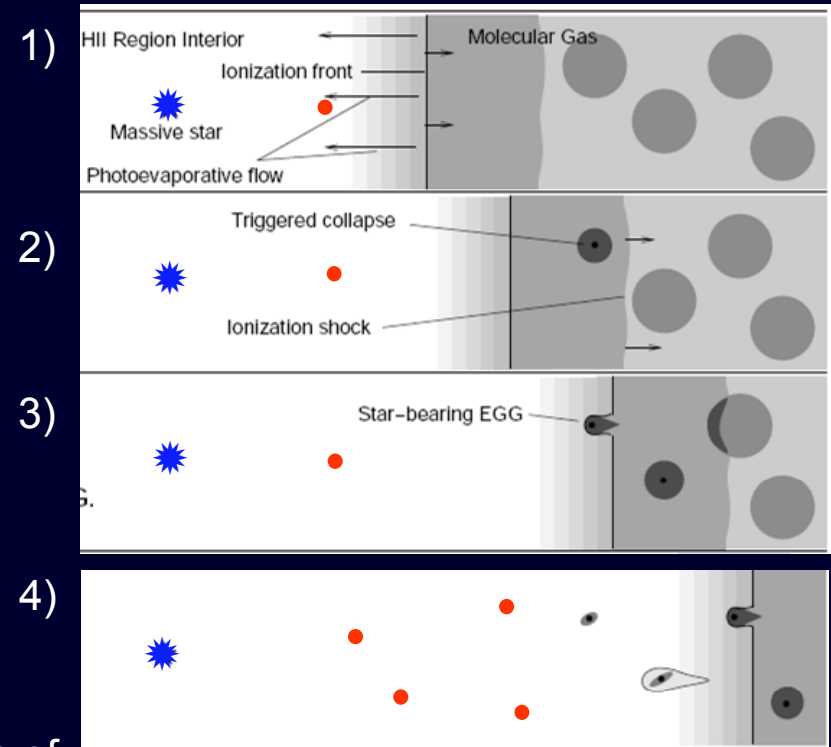 1)
HII Region Interior
Molecular Gas
Ionization front
Massive star
Photoevaporative flow
2)
Triggered collapse
Ionization shock
3)
Star-bearing EGG
G.
4)